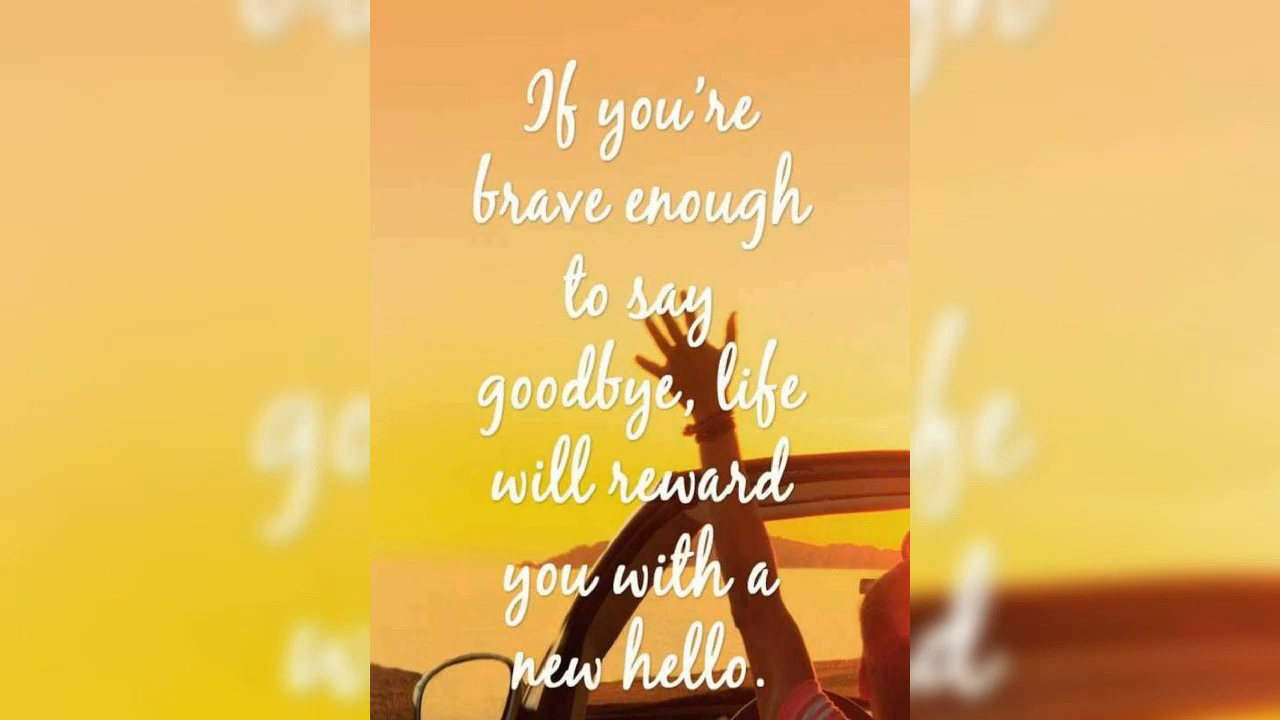 If you're
brave enough
to say
goodbye, life
will reward
you with a
new hello.